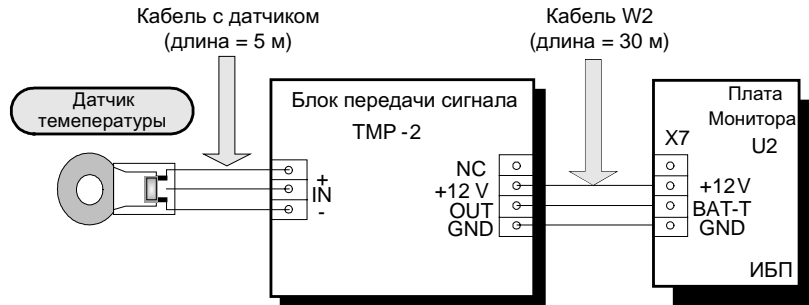 Кабель с датчиком
(длина = 5 м)
Кабель W2
(длина = 30 м)
Датчик
темепературы
Блок передачи сигнала
TMP -2
+
IN
-
NC
+12 V
OUT
GND
Плата
Монитора
U2
X7
+12V
BAT-T
GND
ИБП